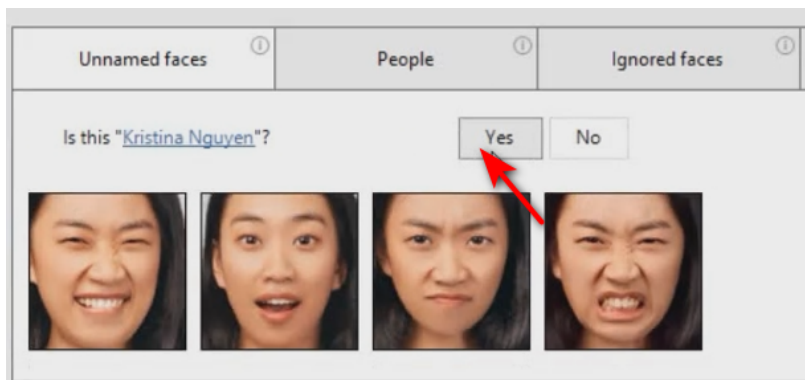 Unnamed faces
People
Ignored faces
Is this "Kristina Nguyen"?
Yes
No